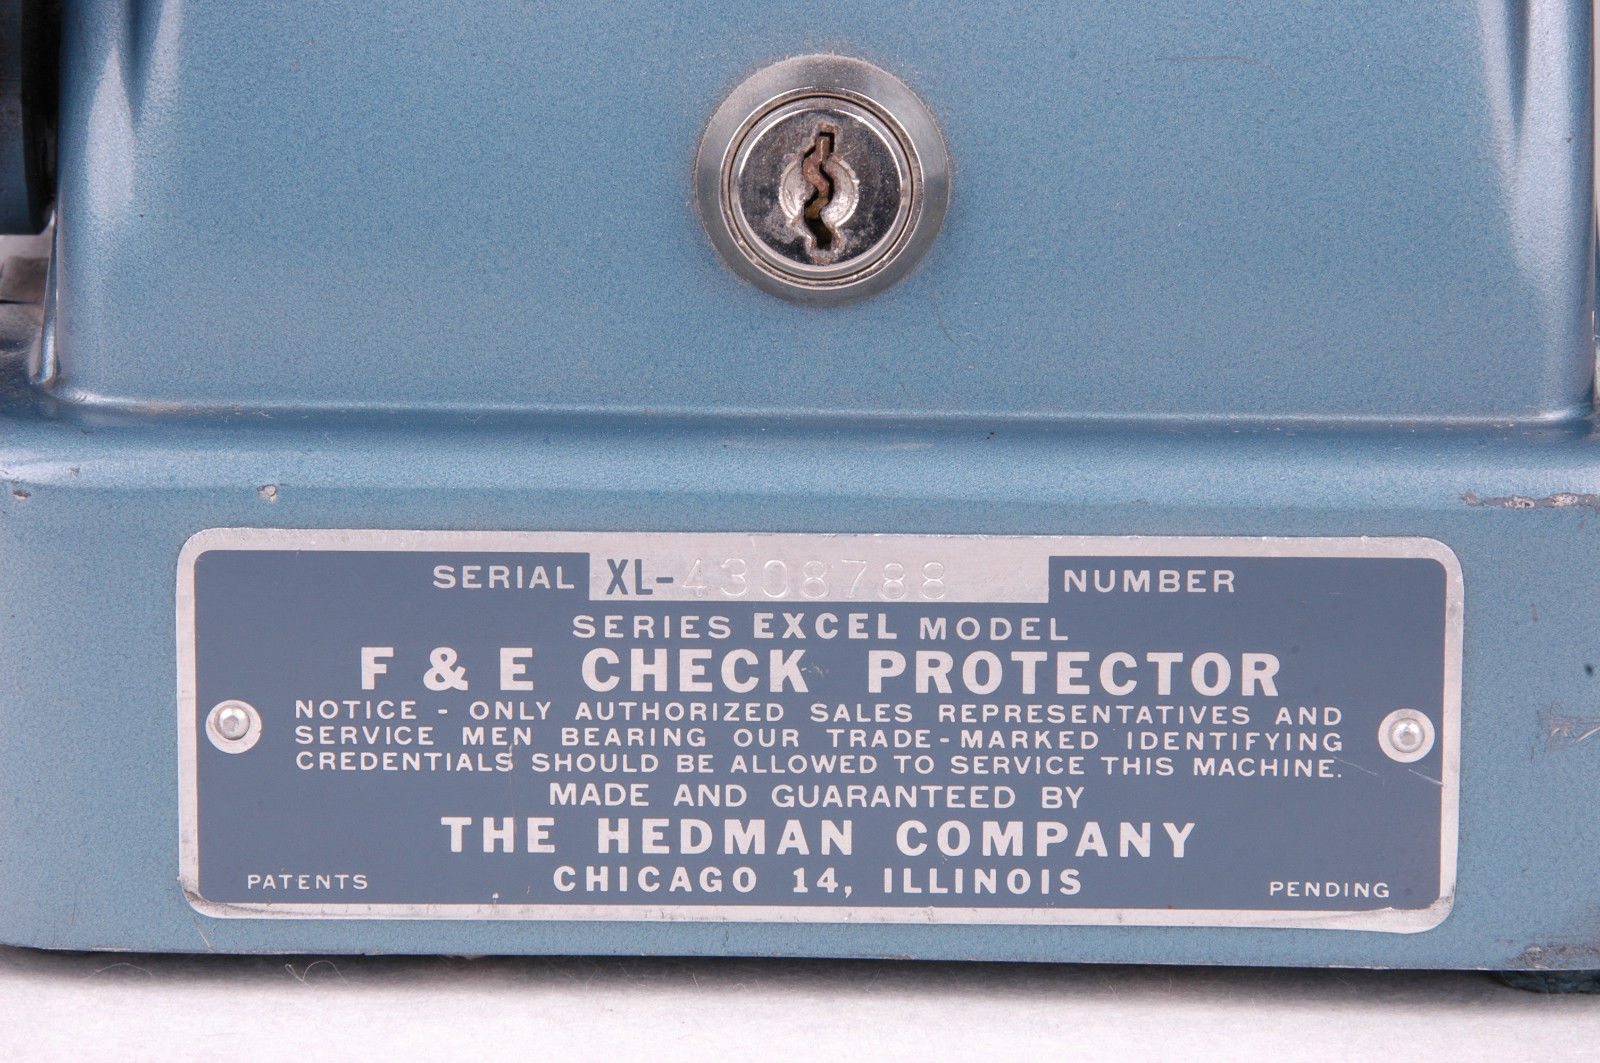 SERIAL XL-4308788 NUMBER
SERIES EXCEL MODEL
F & E CHECK PROTECTOR
NOTICE - ONLY AUTHORIZED SALES REPRESENTATIVES AND
SERVICE MEN BEARING OUR TRADE-MARKED IDENTIFYING
CREDENTIALS SHOULD BE ALLOWED TO SERVICE THIS MACHINE.
MADE AND GUARANTEED BY
THE HEDMAN COMPANY
PATENTS CHICAGO 14, ILLINOIS PENDING